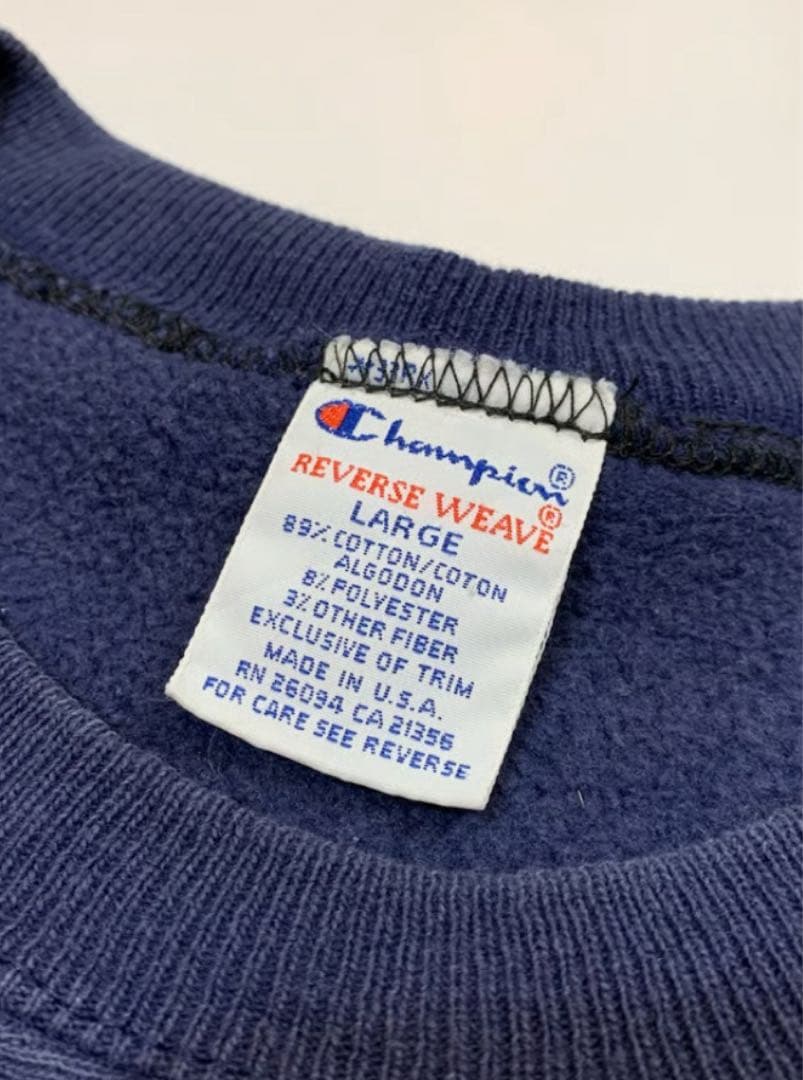 Champion®
REVERSE WEAVE®
LARGE
89% COTTON/COTON
ALGODON
8% POLYESTER
3% OTHER FIBER
EXCLUSIVE OF TRIM
MADE IN U.S.A.
RN 26094 CA 21356
FOR CARE SEE REVERSE